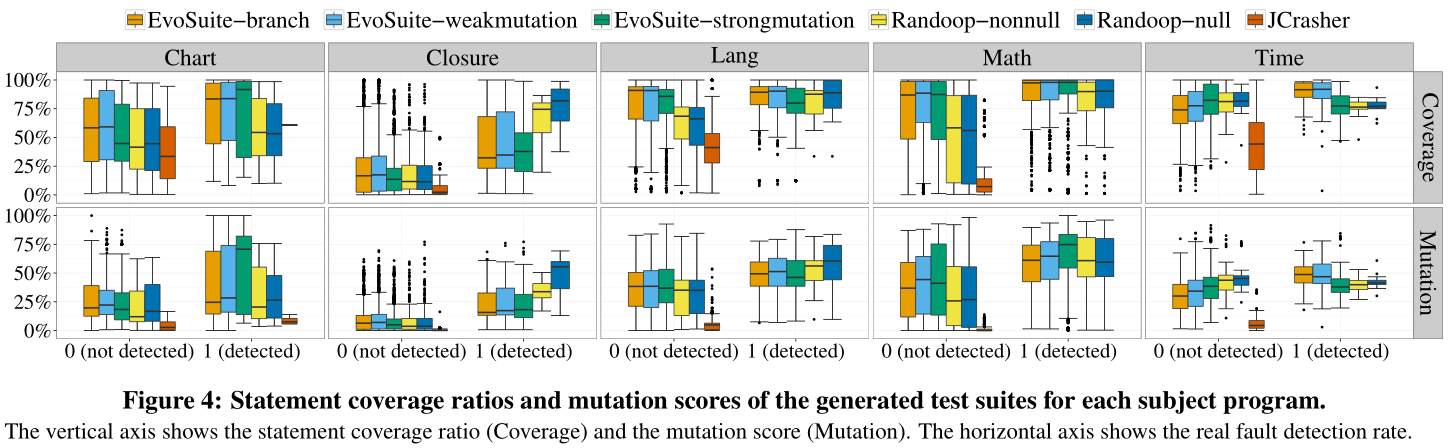 EvoSuite−branch EvoSuite−weakmutation EvoSuite−strongmutation Randoop−nonnull Randoop−null JCrasher
Chart Closure Lang Math Time
100%
75%
50%
25%
0%
Coverage
100%
75%
50%
25%
0%
Mutation
0 (not detected) 1 (detected) 0 (not detected) 1 (detected) 0 (not detected) 1 (detected) 0 (not detected) 1 (detected) 0 (not detected) 1 (detected)
Figure 4: Statement coverage ratios and mutation scores of the generated test suites for each subject program.
The vertical axis shows the statement coverage ratio (Coverage) and the mutation score (Mutation). The horizontal axis shows the real fault detection rate.